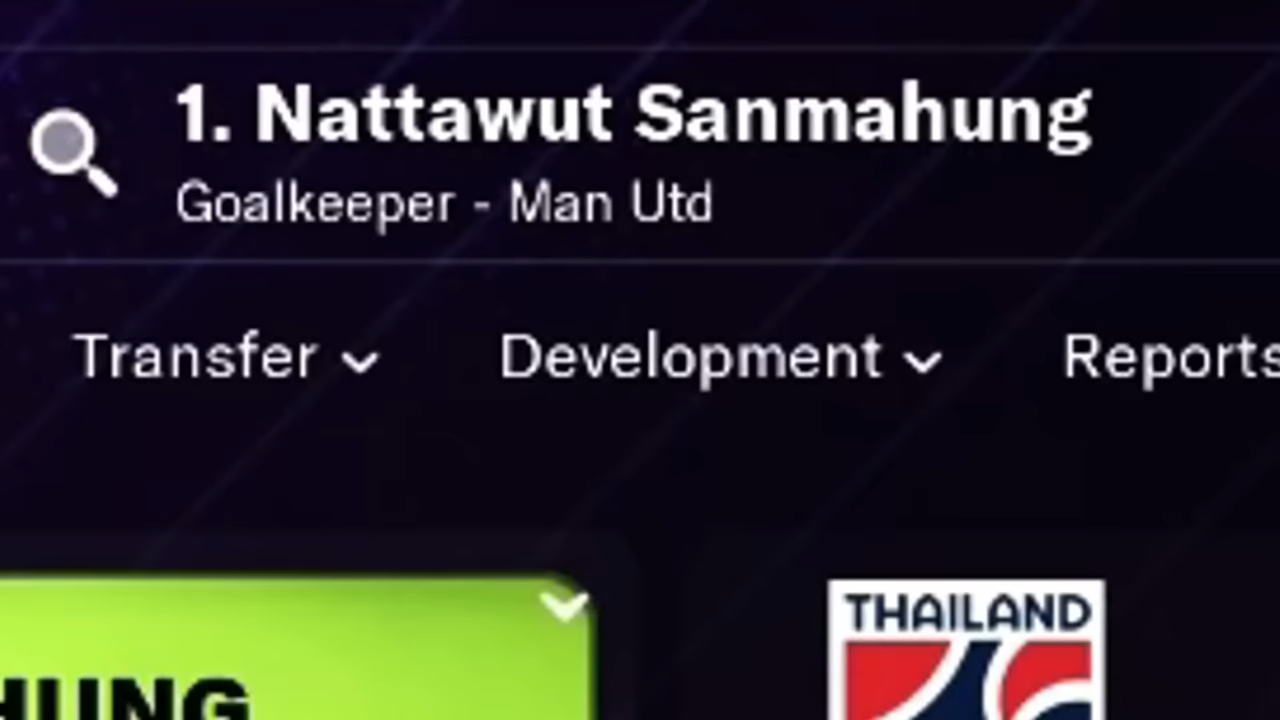 1. Nattawut Sanmahung
Goalkeeper - Man Utd
Transfer Development Reports
HUNG
THAILAND